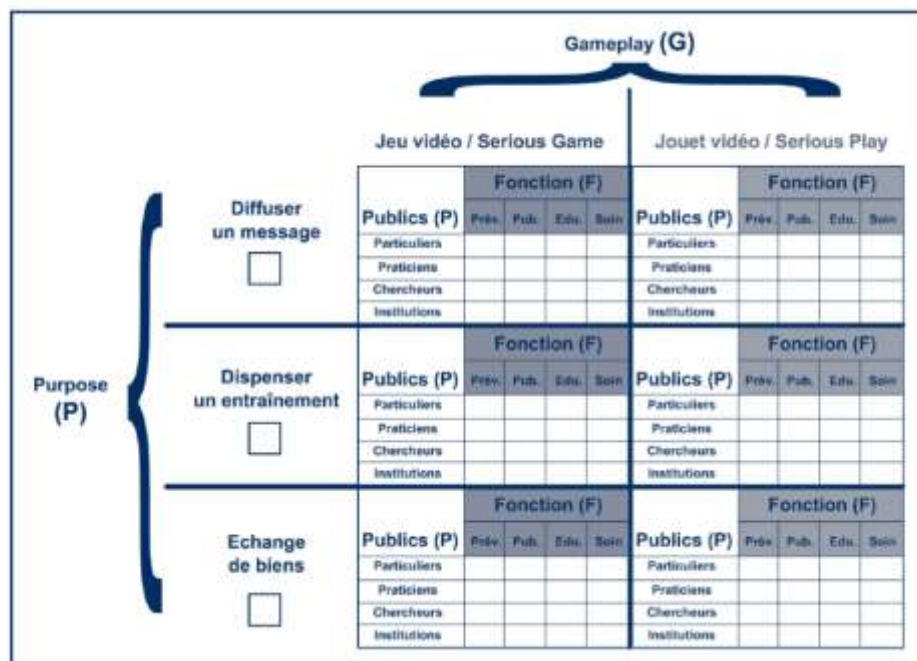 Gameplay (G)
Jeu vidéo / Serious Game
Jouet vidéo / Serious Play
Purpose
(P)
Diffuser
un message
Fonction (F)
Publics (P) Prév. Pub. Edu. Soin
Particuliers
Praticiens
Chercheurs
Institutions
Fonction (F)
Publics (P) Prév. Pub. Edu. Soin
Particuliers
Praticiens
Chercheurs
Institutions
Dispenser
un entraînement
Fonction (F)
Publics (P) Prév. Pub. Edu. Soin
Particuliers
Praticiens
Chercheurs
Institutions
Fonction (F)
Publics (P) Prév. Pub. Edu. Soin
Particuliers
Praticiens
Chercheurs
Institutions
Echange
de biens
Fonction (F)
Publics (P) Prév. Pub. Edu. Soin
Particuliers
Praticiens
Chercheurs
Institutions
Fonction (F)
Publics (P) Prév. Pub. Edu. Soin
Particuliers
Praticiens
Chercheurs
Institutions